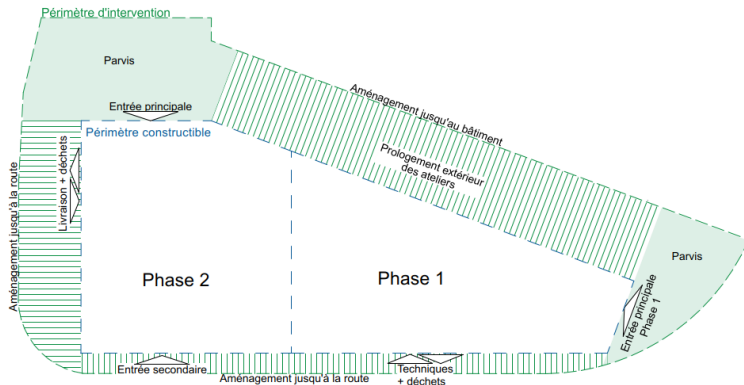 Périmètre d'intervention
Parvis
Entrée principale
Périmètre constructible
Aménagement jusqu'au bâtiment
Prologement extérieur
des ateliers
Livraison + déchets
Aménagement jusqu'à la route
Parvis
Phase 2
Phase 1
Entrée principale
Phase 1
Entrée secondaire
Techniques
+ déchets
Aménagement jusqu'à la route